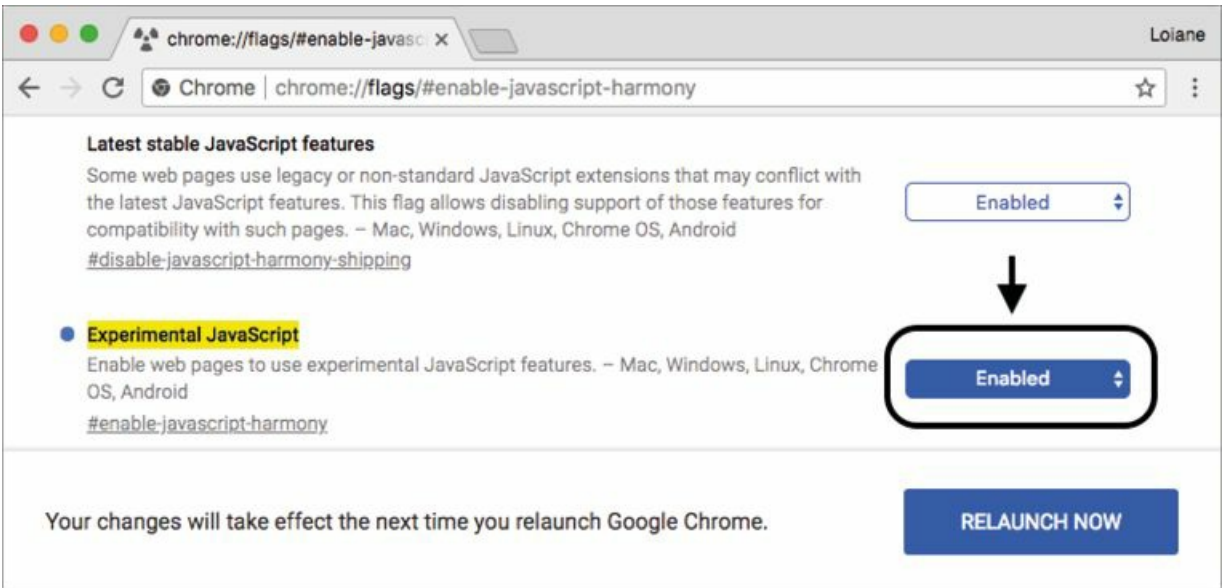 chrome://flags/#enable-javasc
Loiane
Chrome | chrome://flags/#enable-javascript-harmony
Latest stable JavaScript features
Some web pages use legacy or non-standard JavaScript extensions that may conflict with
the latest JavaScript features. This flag allows disabling support of those features for
compatibility with such pages. – Mac, Windows, Linux, Chrome OS, Android
#disable-javascript-harmony-shipping
Enabled
Experimental JavaScript
Enable web pages to use experimental JavaScript features. – Mac, Windows, Linux, Chrome
OS, Android
#enable-javascript-harmony
Enabled
Your changes will take effect the next time you relaunch Google Chrome.
RELAUNCH NOW